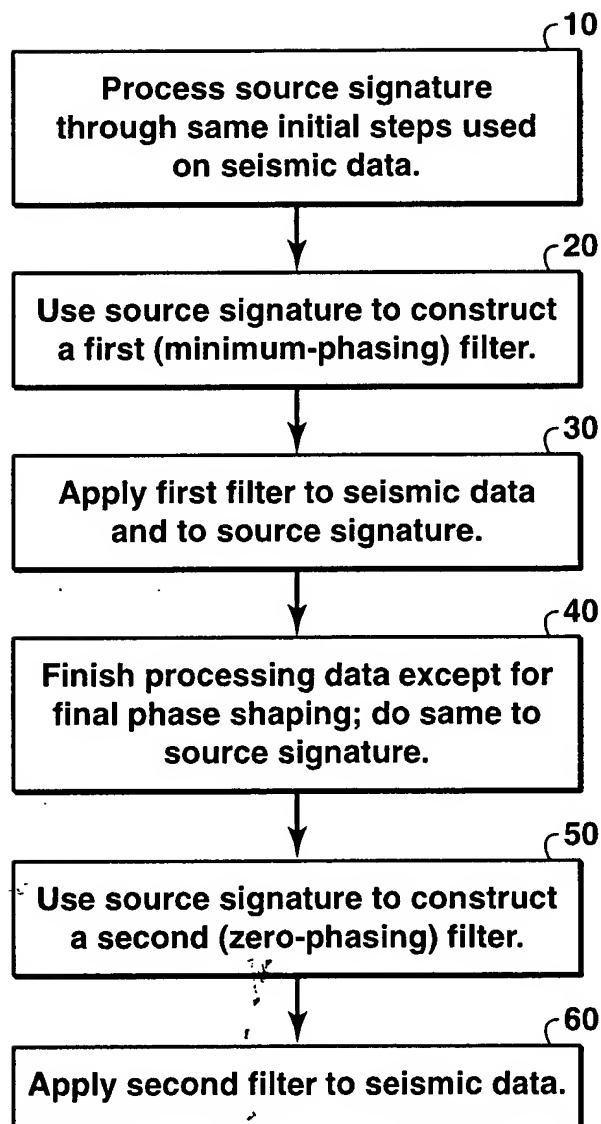 10
Process source signature
through same initial steps used
on seismic data.
20
Use source signature to construct
a first (minimum-phasing) filter.
30
Apply first filter to seismic data
and to source signature.
40
Finish processing data except for
final phase shaping; do same to
source signature.
50
Use source signature to construct
a second (zero-phasing) filter.
60
Apply second filter to seismic data.